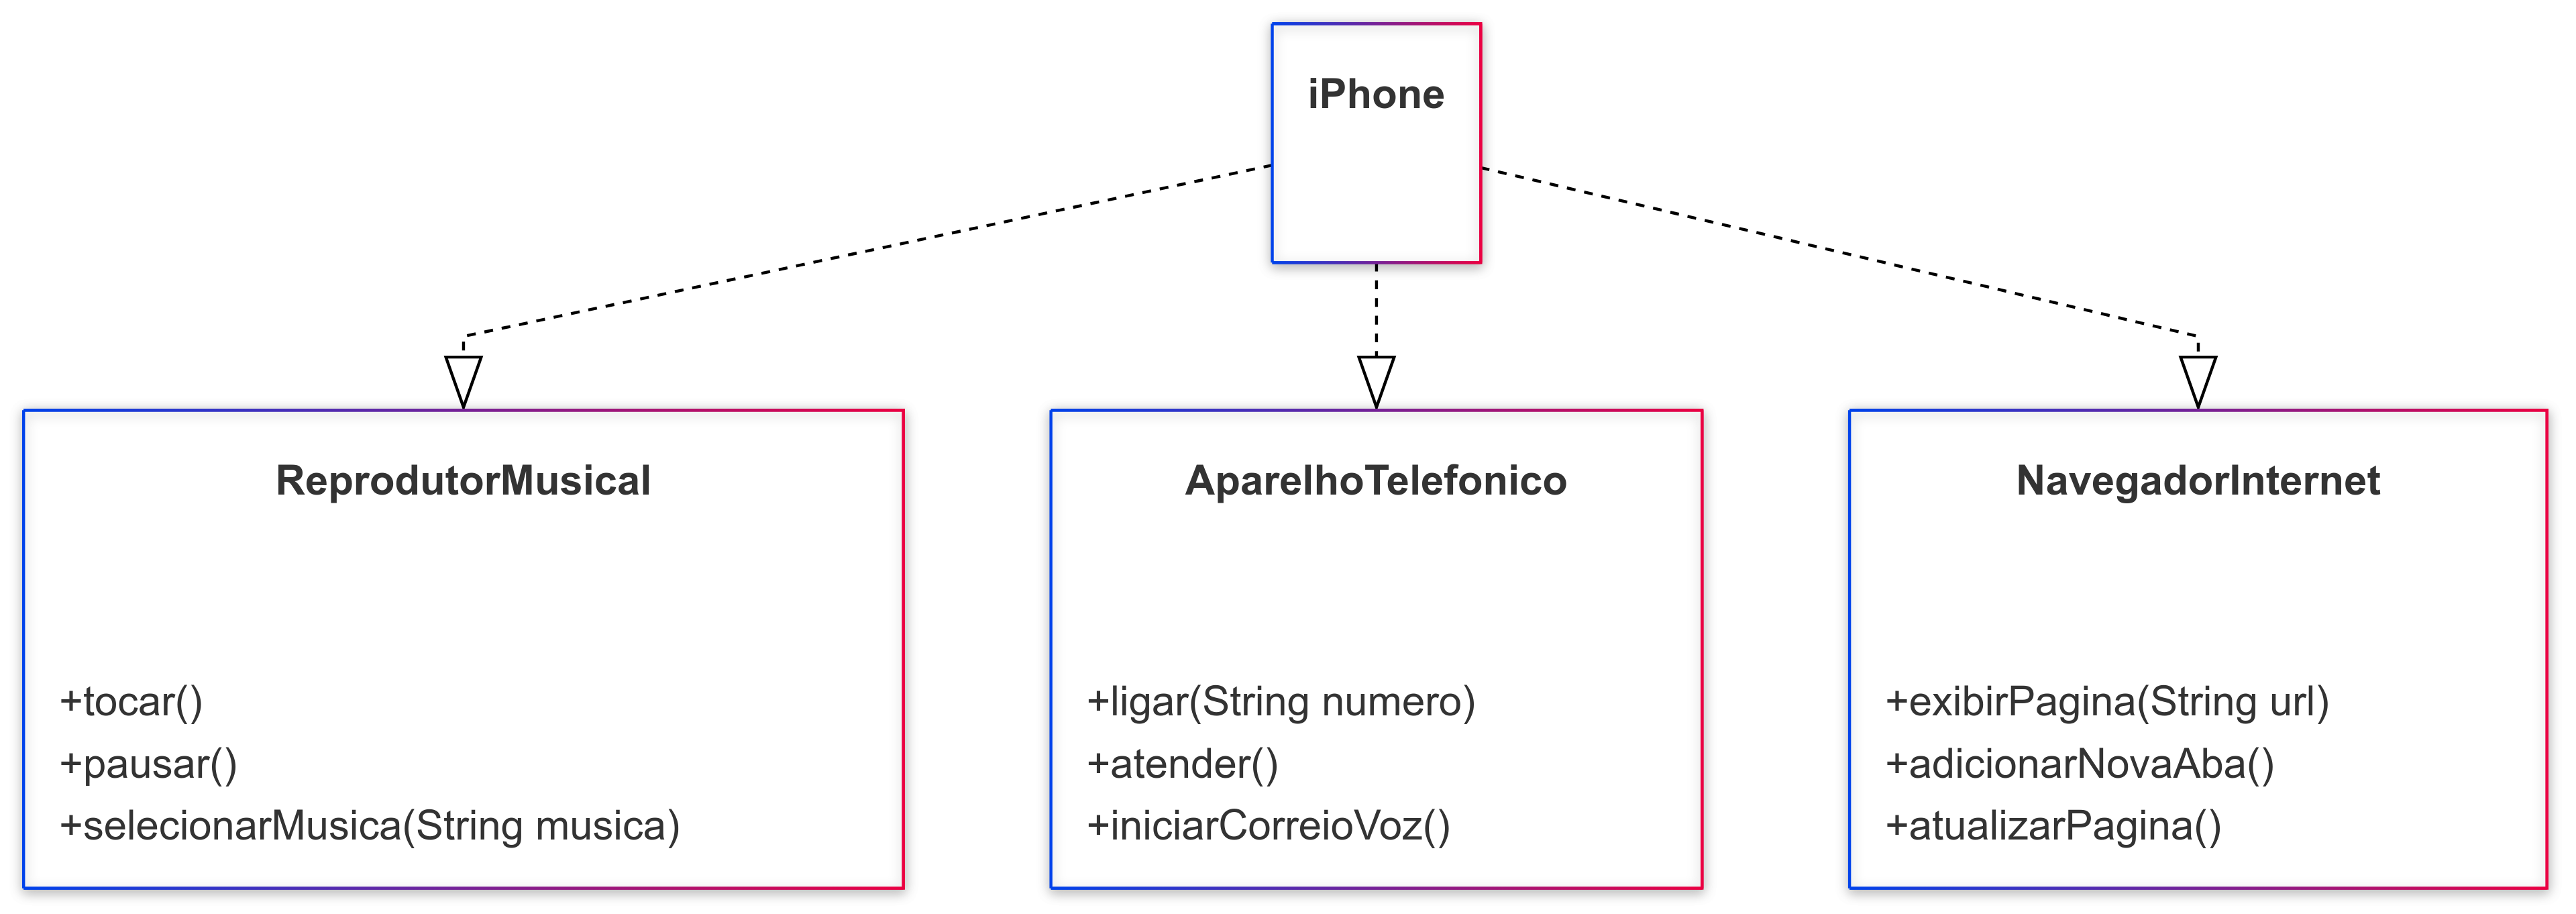 iPhone
ReprodutorMusical
+tocar()
+pausar()
+selecionarMusica(String musica)
AparelhoTelefonico
+ligar(String numero)
+atender()
+iniciarCorreioVoz()
NavegadorInternet
+exibirPagina(String url)
+adicionarNovaAba()
+atualizarPagina()